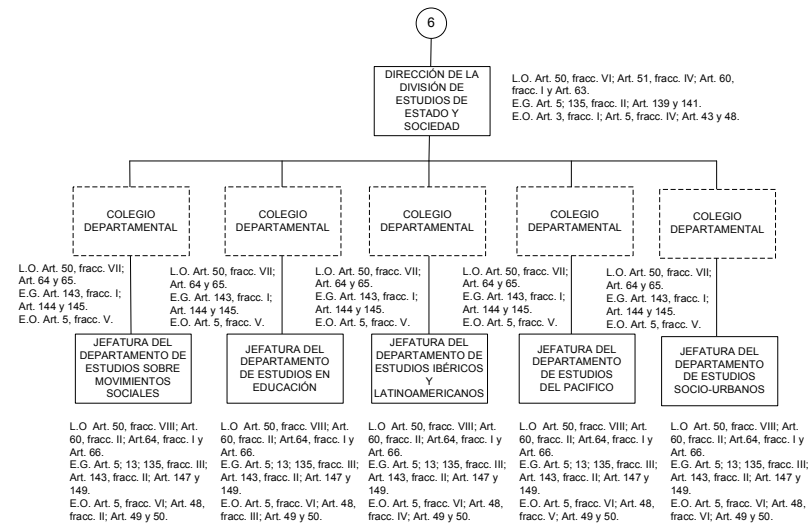 6
DIRECCIÓN DE LA
DIVISIÓN DE
ESTUDIOS DE
ESTADO Y
SOCIEDAD
L.O. Art. 50, fracc. VI; Art. 51, fracc. IV; Art. 60,
fracc. I y Art. 63.
E.G. Art. 5; 135, fracc. II; Art. 139 y 141.
E.O. Art. 3, fracc. I; Art. 5, fracc. IV; Art. 43 y 48.
COLEGIO
DEPARTAMENTAL
COLEGIO
DEPARTAMENTAL
COLEGIO
DEPARTAMENTAL
COLEGIO
DEPARTAMENTAL
COLEGIO
DEPARTAMENTAL
L.O. Art. 50, fracc. VII;
Art. 64 y 65.
E.G. Art. 143, fracc. I;
Art. 144 y 145.
E.O. Art. 5, fracc. V.
L.O. Art. 50, fracc. VII;
Art. 64 y 65.
E.G. Art. 143, fracc. I;
Art. 144 y 145.
E.O. Art. 5, fracc. V.
L.O. Art. 50, fracc. VII;
Art. 64 y 65.
E.G. Art. 143, fracc. I;
Art. 144 y 145.
E.O. Art. 5, fracc. V.
L.O. Art. 50, fracc. VII;
Art. 64 y 65.
E.G. Art. 143, fracc. I;
Art. 144 y 145.
E.O. Art. 5, fracc. V.
L.O. Art. 50, fracc. VII;
Art. 64 y 65.
E.G. Art. 143, fracc. I;
Art. 144 y 145.
E.O. Art. 5, fracc. V.
JEFATURA DEL
DEPARTAMENTO DE
ESTUDIOS SOBRE
MOVIMIENTOS
SOCIALES
JEFATURA DEL
DEPARTAMENTO
DE ESTUDIOS EN
EDUCACIÓN
JEFATURA DEL
DEPARTAMENTO DE
ESTUDIOS IBÉRICOS
Y
LATINOAMERICANOS
JEFATURA DEL
DEPARTAMENTO
DE ESTUDIOS
DEL PACIFICO
JEFATURA DEL
DEPARTAMENTO
DE ESTUDIOS
SOCIO-URBANOS
L.O Art. 50, fracc. VIII; Art.
60, fracc. II; Art.64, fracc. I y
Art. 66.
E.G. Art. 5; 13; 135, fracc. III;
Art. 143, fracc. II; Art. 147 y
149.
E.O. Art. 5, fracc. VI; Art. 48,
fracc. II; Art. 49 y 50.
L.O Art. 50, fracc. VIII; Art.
60, fracc. II; Art.64, fracc. I y
Art. 66.
E.G. Art. 5; 13; 135, fracc. III;
Art. 143, fracc. II; Art. 147 y
149.
E.O. Art. 5, fracc. VI; Art. 48,
fracc. III; Art. 49 y 50.
L.O Art. 50, fracc. VIII; Art.
60, fracc. II; Art.64, fracc. I y
Art. 66.
E.G. Art. 5; 13; 135, fracc. III;
Art. 143, fracc. II; Art. 147 y
149.
E.O. Art. 5, fracc. VI; Art. 48,
fracc. IV; Art. 49 y 50.
L.O Art. 50, fracc. VIII; Art.
60, fracc. II; Art.64, fracc. I y
Art. 66.
E.G. Art. 5; 13; 135, fracc. III;
Art. 143, fracc. II; Art. 147 y
149.
E.O. Art. 5, fracc. VI; Art. 48,
fracc. V; Art. 49 y 50.
L.O Art. 50, fracc. VIII; Art.
60, fracc. II; Art.64, fracc. I y
Art. 66.
E.G. Art. 5; 13; 135, fracc. III;
Art. 143, fracc. II; Art. 147 y
149.
E.O. Art. 5, fracc. VI; Art. 48,
fracc. VI; Art. 49 y 50.